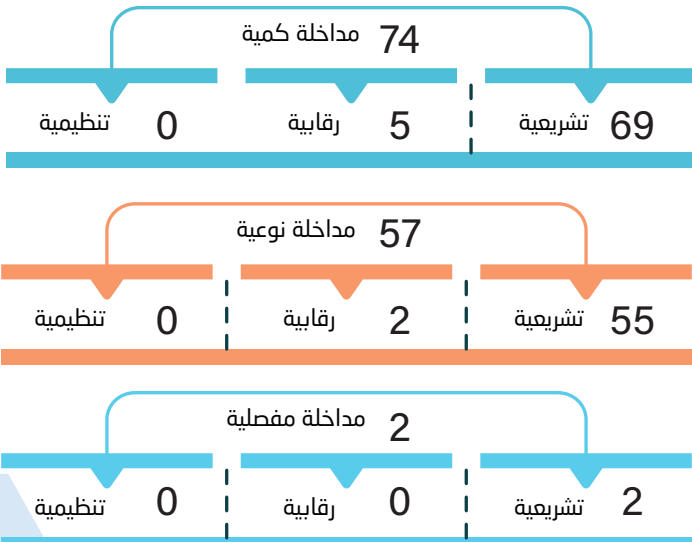 74 مداخلة كمية
69 تشريعية 5 رقابية 0 تنظيمية
57 مداخلة نوعية
55 تشريعية 2 رقابية 0 تنظيمية
2 مداخلة مفصلية
2 تشريعية 0 رقابية 0 تنظيمية